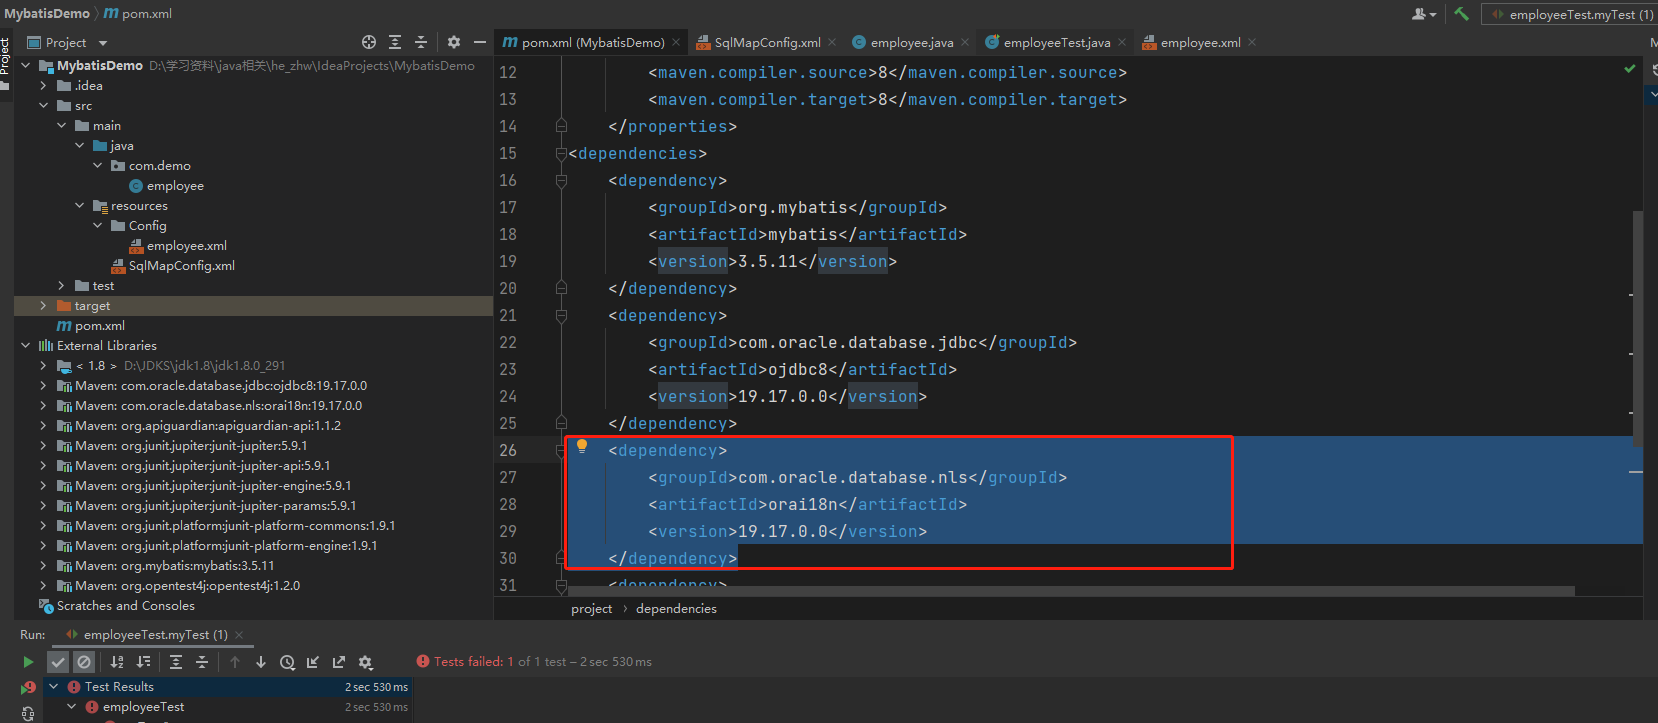 MybatisDemo pom.xml
employeeTest.myTest (1)
Project
Project
pom.xml (MybatisDemo)
SqlMapConfig.xml
employee.java
employeeTest.java
employee.xml
MybatisDemo D:\学习资料\java相关\he_zhw\IdeaProjects\MybatisDemo
.idea
src
main
java
com.demo
employee
resources
Config
employee.xml
SqlMapConfig.xml
test
target
pom.xml
External Libraries
< 1.8 > D:\JDKS\jdk1.8\jdk1.8.0_291
Maven: com.oracle.database.jdbc:ojdbc8:19.17.0.0
Maven: com.oracle.database.nls:orai18n:19.17.0.0
Maven: org.apiguardian:apiguardian-api:1.1.2
Maven: org.junit.jupiter:junit-jupiter:5.9.1
Maven: org.junit.jupiter:junit-jupiter-api:5.9.1
Maven: org.junit.jupiter:junit-jupiter-engine:5.9.1
Maven: org.junit.jupiter:junit-jupiter-params:5.9.1
Maven: org.junit.platform:junit-platform-commons:1.9.1
Maven: org.junit.platform:junit-platform-engine:1.9.1
Maven: org.mybatis:mybatis:3.5.11
Maven: org.opentest4j:opentest4j:1.2.0
Scratches and Consoles
12 <maven.compiler.source>8</maven.compiler.source>
13 <maven.compiler.target>8</maven.compiler.target>
14 </properties>
15 <dependencies>
16 <dependency>
17 <groupId>org.mybatis</groupId>
18 <artifactId>mybatis</artifactId>
19 <version>3.5.11</version>
20 </dependency>
21 <dependency>
22 <groupId>com.oracle.database.jdbc</groupId>
23 <artifactId>ojdbc8</artifactId>
24 <version>19.17.0.0</version>
25 </dependency>
26 <dependency>
27 <groupId>com.oracle.database.nls</groupId>
28 <artifactId>orai18n</artifactId>
29 <version>19.17.0.0</version>
30 </dependency>
31 <dependency>
project › dependencies
Run: employeeTest.myTest (1)
Tests failed: 1 of 1 test – 2 sec 530 ms
Test Results 2 sec 530 ms
employeeTest 2 sec 530 ms